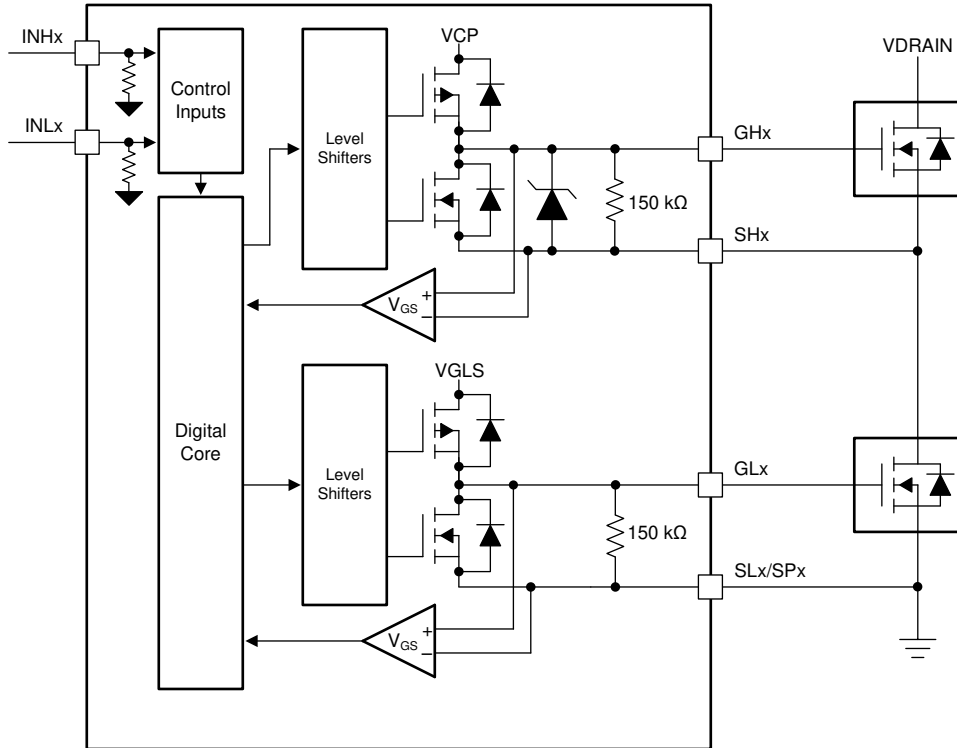 INHx
INLx
Control
Inputs
Level
Shifters
VCP
VDRAIN
GHx
150 kΩ
SHx
VGS
+
−
Digital
Core
Level
Shifters
VGLS
GLx
150 kΩ
SLx/SPx
VGS
+
−